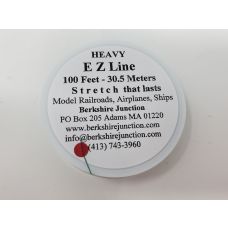 HEAVY
E Z Line
100 Feet - 30.5 Meters
Stretch that lasts
Model Railroads, Airplanes, Ships
Berkshire Junction
PO Box 205 Adams MA 01220
www.berkshirejunction.com
info@berkshirejunction.com
(413) 743-3960